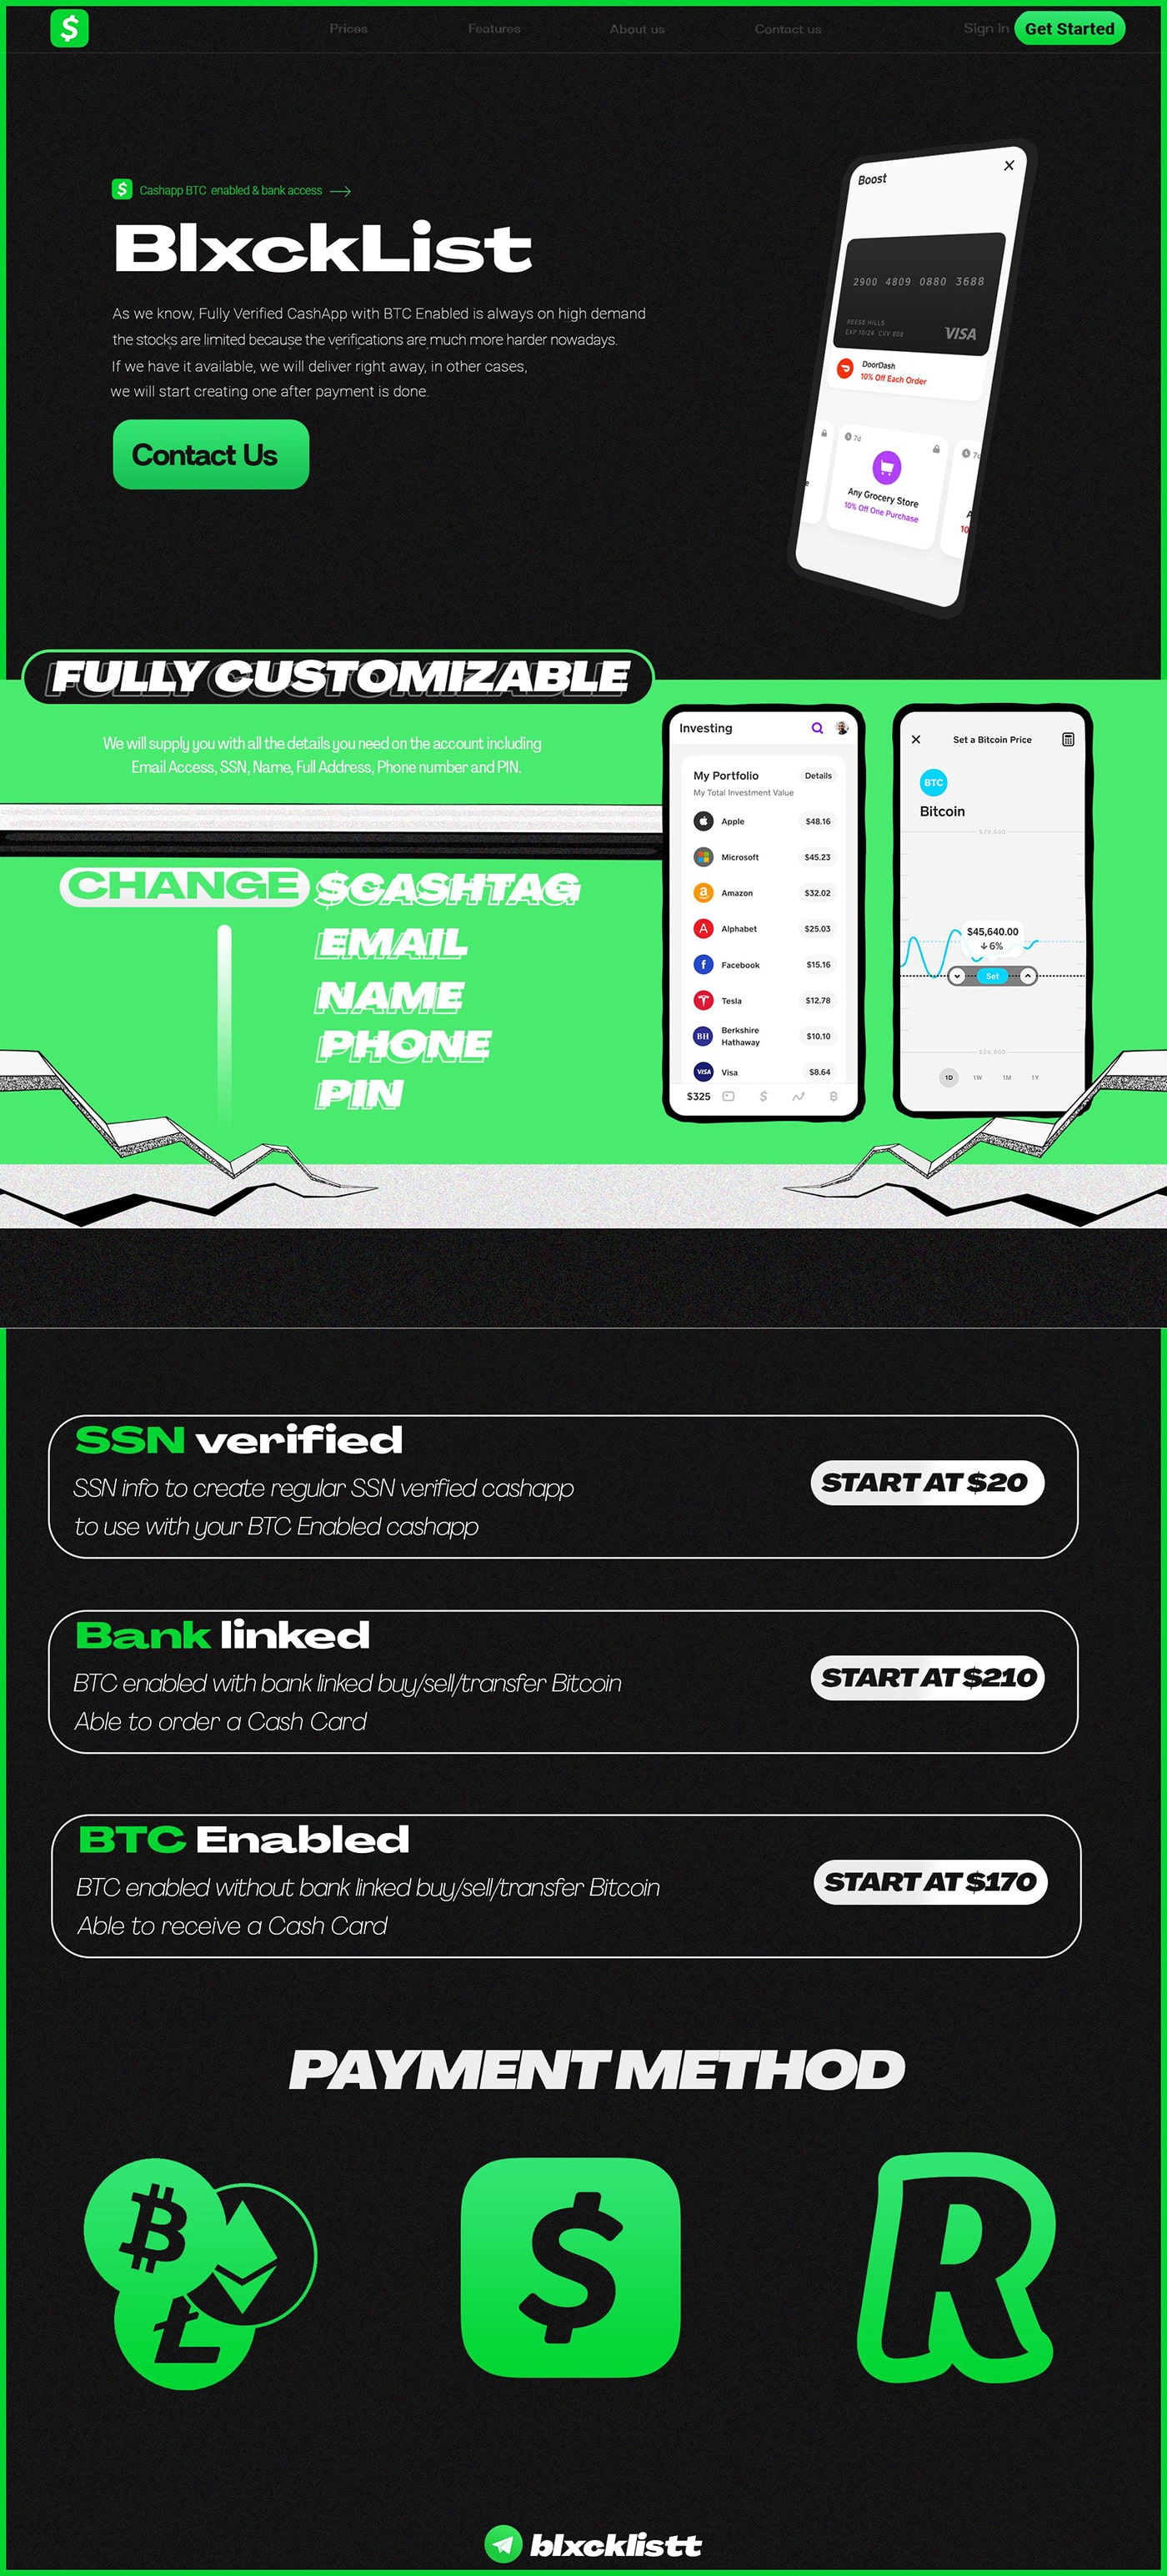 $
Prices
Features
About us
Contact us
Sign in
Get Started
$ Cashapp BTC enabled & bank access →
BlxckList
As we know, Fully Verified CashApp with BTC Enabled is always on high demand
the stocks are limited because the verifications are much more harder nowadays.
If we have it available, we will deliver right away, in other cases,
we will start creating one after payment is done.
Contact Us
Boost
2900 4809 0880 3688
REESE HILLS
EXP 10/24 CVV 800
VISA
DoorDash
10% Off Each Order
7d
7d
Any Grocery Store
10% Off One Purchase
10
FULLY CUSTOMIZABLE
We will supply you with all the details you need on the account including
Email Access, SSN, Name, Full Address, Phone number and PIN.
CHANGE $CASHTAG
EMAIL
NAME
PHONE
PIN
Investing
My Portfolio
Details
My Total Investment Value
Apple $48.16
Microsoft $45.23
a Amazon $32.02
A Alphabet $25.03
f Facebook $15.16
Tesla $12.78
BH Berkshire
Hathaway $10.10
VISA Visa $8.64
$325
Set a Bitcoin Price
BTC
Bitcoin
$70,600
$45,640.00
↓ 6%
Set
$26,800
1D 1W 1M 1Y
SSN verified
SSN info to create regular SSN verified cashapp
to use with your BTC Enabled cashapp
START AT $20
Bank linked
BTC enabled with bank linked buy/sell/transfer Bitcoin
Able to order a Cash Card
START AT $210
BTC Enabled
BTC enabled without bank linked buy/sell/transfer Bitcoin
Able to receive a Cash Card
START AT $170
PAYMENT METHOD
$
R
blxcklistt